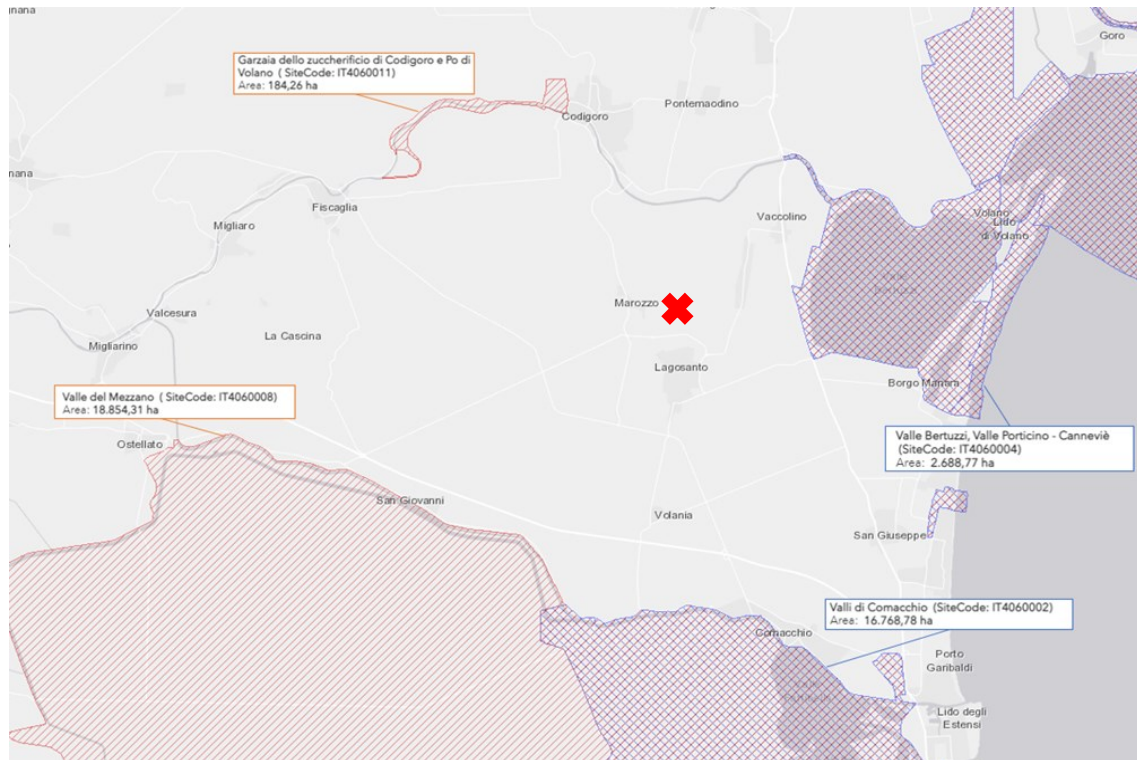 nana
Goro
Garzaia dello zuccherificio di Codigoro e Po di
Volano ( SiteCode: IT4060011)
Area: 184,26 ha
Codigoro
Pontemaodino
nana
Fiscaglia
Migliaro
Vaccolino
Volano
Lido
di Volano
Marozzo
Valcesura
La Cascina
Migliarino
Lagosanto
Borgo Manara
Valle del Mezzano ( SiteCode: IT4060008)
Area: 18.854,31 ha
Ostellato
Valle Bertuzzi, Valle Porticino - Canneviè
(SiteCode: IT4060004)
Area: 2.688,77 ha
San Giovanni
Volania
San Giuseppe
Valli di Comacchio (SiteCode: IT4060002)
Area: 16.768,78 ha
Comacchio
Porto
Garibaldi
Lido degli
Estensi